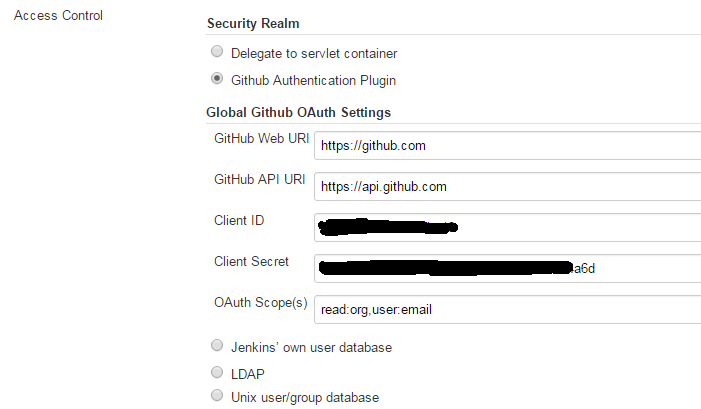 Access Control
Security Realm
Delegate to servlet container
Github Authentication Plugin
Global Github OAuth Settings
GitHub Web URI https://github.com
GitHub API URI https://api.github.com
Client ID
Client Secret a6d
OAuth Scope(s) read:org,user:email
Jenkins' own user database
LDAP
Unix user/group database